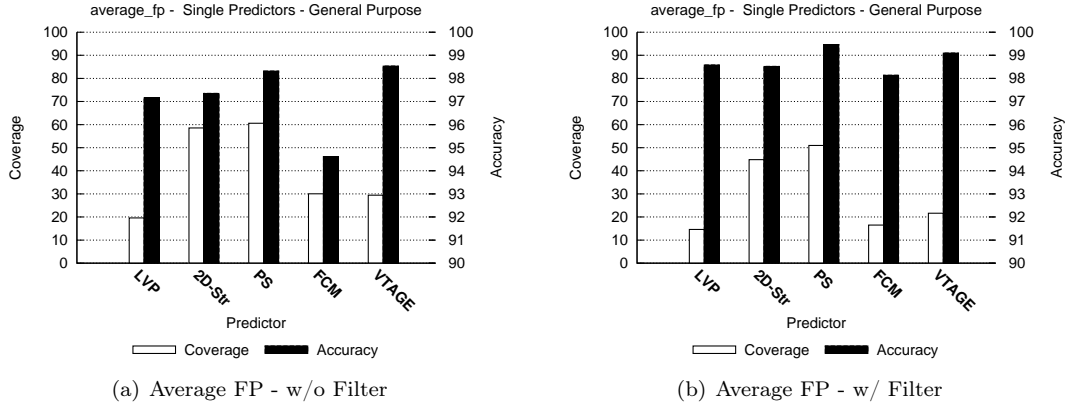 average_fp - Single Predictors - General Purpose
100
90
80
70
60
50
40
30
20
10
0
Coverage
100
99
98
97
96
95
94
93
92
91
90
Accuracy
LVP
2D-Str
PS
FCM
VTAGE
Predictor
Coverage Accuracy
(a) Average FP - w/o Filter
average_fp - Single Predictors - General Purpose
100
90
80
70
60
50
40
30
20
10
0
Coverage
100
99
98
97
96
95
94
93
92
91
90
Accuracy
LVP
2D-Str
PS
FCM
VTAGE
Predictor
Coverage Accuracy
(b) Average FP - w/ Filter